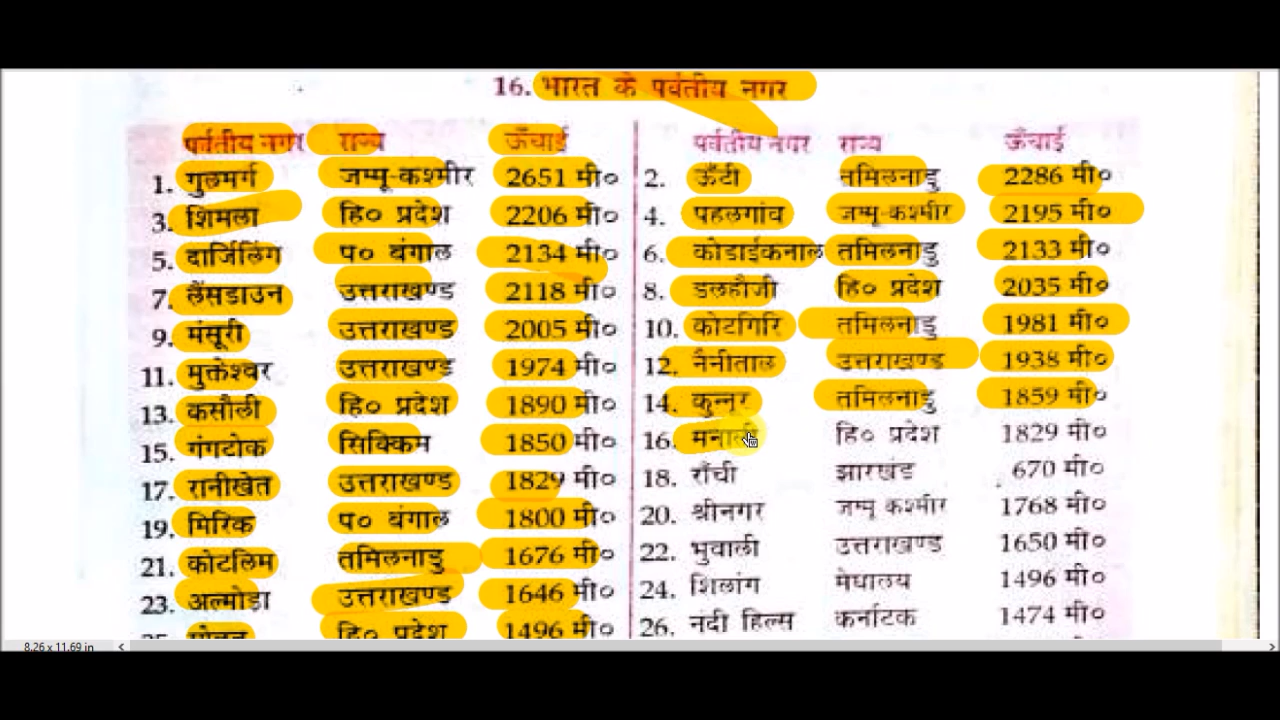 16. भारत के पर्वतीय नगर
पर्वतीय नगर राज्य ऊँचाई पर्वतीय नगर राज्य ऊँचाई
1. गुलमर्ग जम्मू-कश्मीर 2651 मी० 2. ऊँटी तमिलनाडु 2286 मी०
3. शिमला हि० प्रदेश 2206 मी० 4. पहलगांव जम्मू-कश्मीर 2195 मी०
5. दार्जिलिंग प० बंगाल 2134 मी० 6. कोडाईकनाल तमिलनाडु 2133 मी०
7. लैंसडाउन उत्तराखण्ड 2118 मी० 8. डलहौजी हि० प्रदेश 2035 मी०
9. मंसूरी उत्तराखण्ड 2005 मी० 10. कोटगिरि तमिलनाडु 1981 मी०
11. मुक्तेश्वर उत्तराखण्ड 1974 मी० 12. नैनीताल उत्तराखण्ड 1938 मी०
13. कसौली हि० प्रदेश 1890 मी० 14. कुन्नूर तमिलनाडु 1859 मी०
15. गंगटोक सिक्किम 1850 मी० 16. मनाली हि० प्रदेश 1829 मी०
17. रानीखेत उत्तराखण्ड 1829 मी० 18. राँची झारखंड 670 मी०
19. मिरिक प० बंगाल 1800 मी० 20. श्रीनगर जम्मू कश्मीर 1768 मी०
21. कोटलिम तमिलनाडु 1676 मी० 22. भुवाली उत्तराखण्ड 1650 मी०
23. अल्मोड़ा उत्तराखण्ड 1646 मी० 24. शिलांग मेघालय 1496 मी०
25. हि० प्रदेश 1496 मी० 26. नंदी हिल्स कर्नाटक 1474 मी०
8.26 x 11.69 in